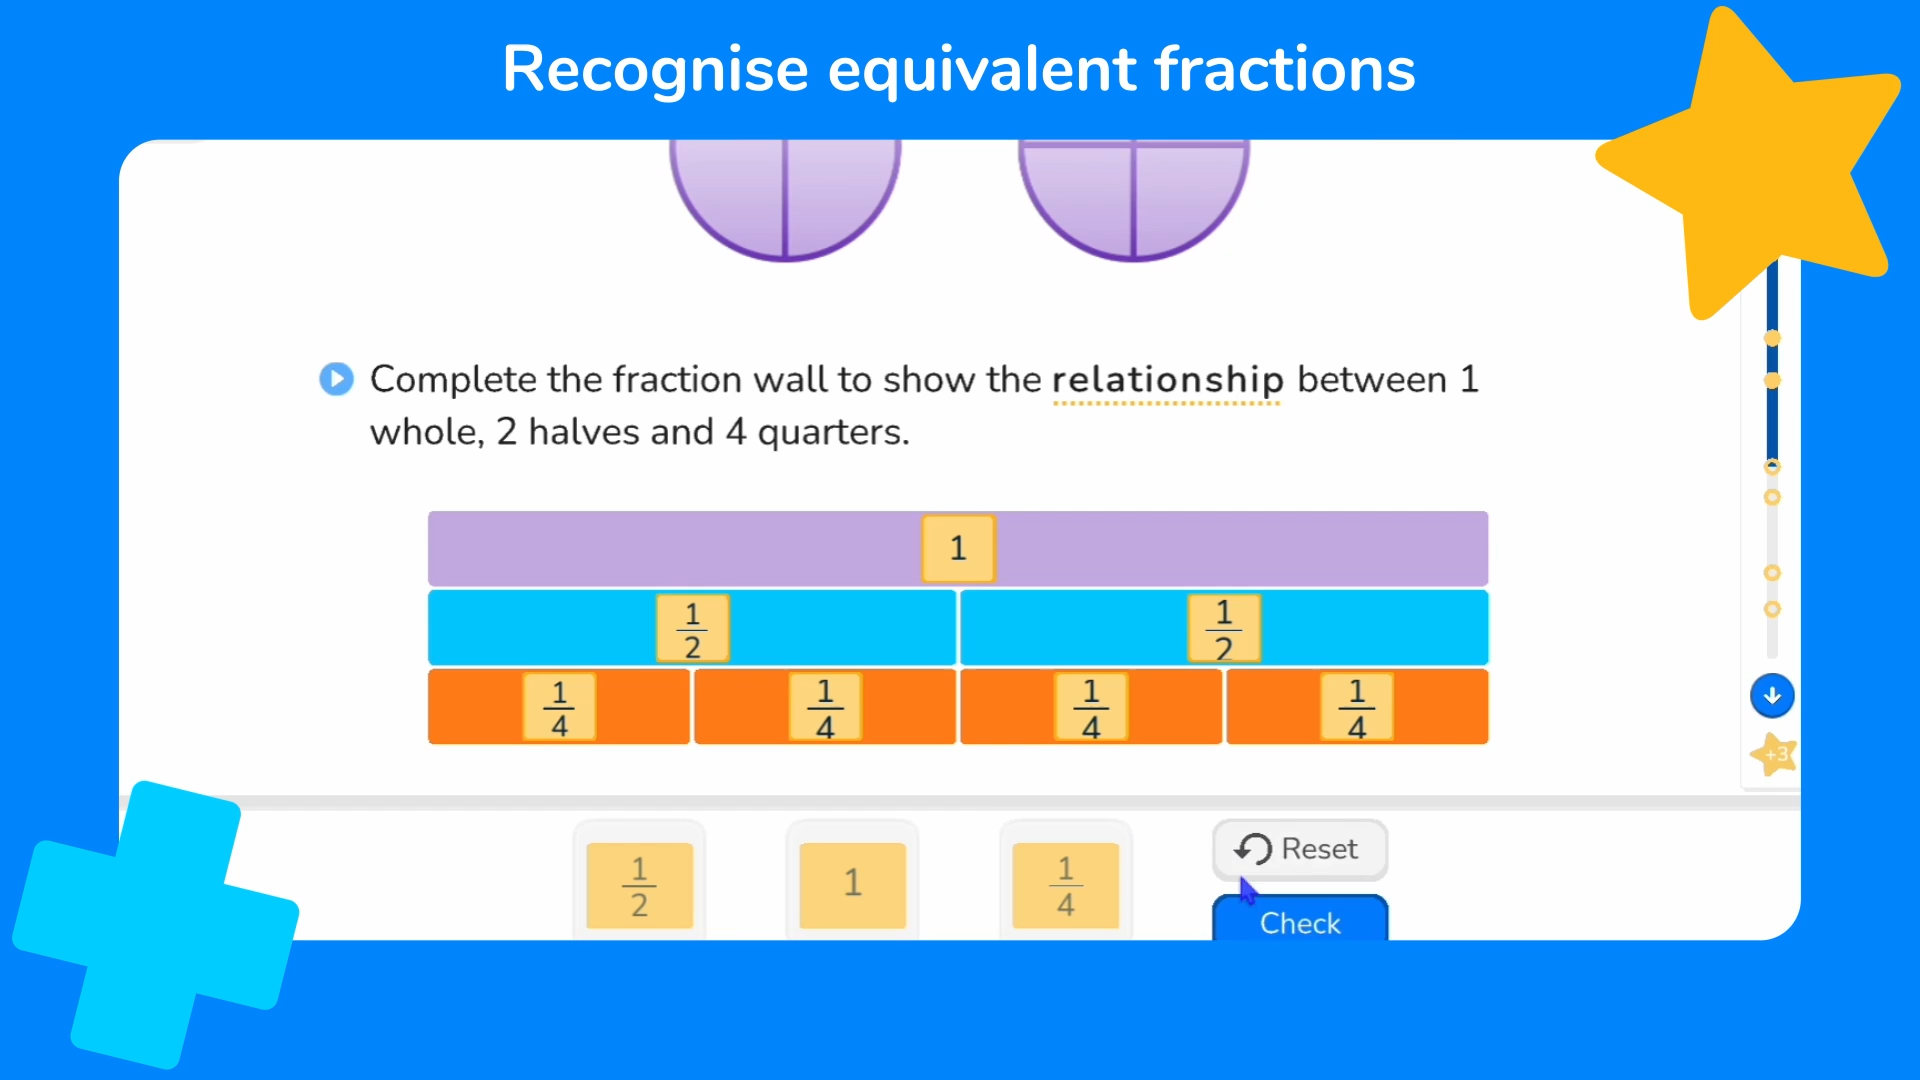 Recognise equivalent fractions
Complete the fraction wall to show the relationship between 1
whole, 2 halves and 4 quarters.
1
1/2 1/2
1/4 1/4 1/4 1/4
+3
1/2 1 1/4
Reset
Check